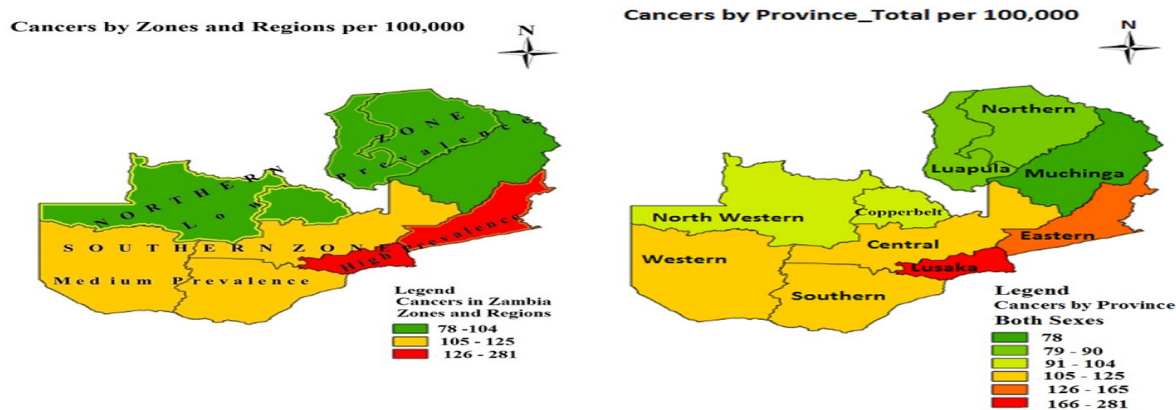 Cancers by Zones and Regions per 100,000
N
NORTHERN ZONE
Low Prevalence
SOUTHERN ZONE
Medium Prevalence
High Prevalence
Legend
Cancers in Zambia
Zones and Regions
78 -104
105 - 125
126 - 281
Cancers by Province_Total per 100,000
N
Northern
Luapula
Muchinga
North Western
Copperbelt
Central
Eastern
Western
Lusaka
Southern
Legend
Cancers by Province
Both Sexes
78
79 - 90
91 - 104
105 - 125
126 - 165
166 - 281